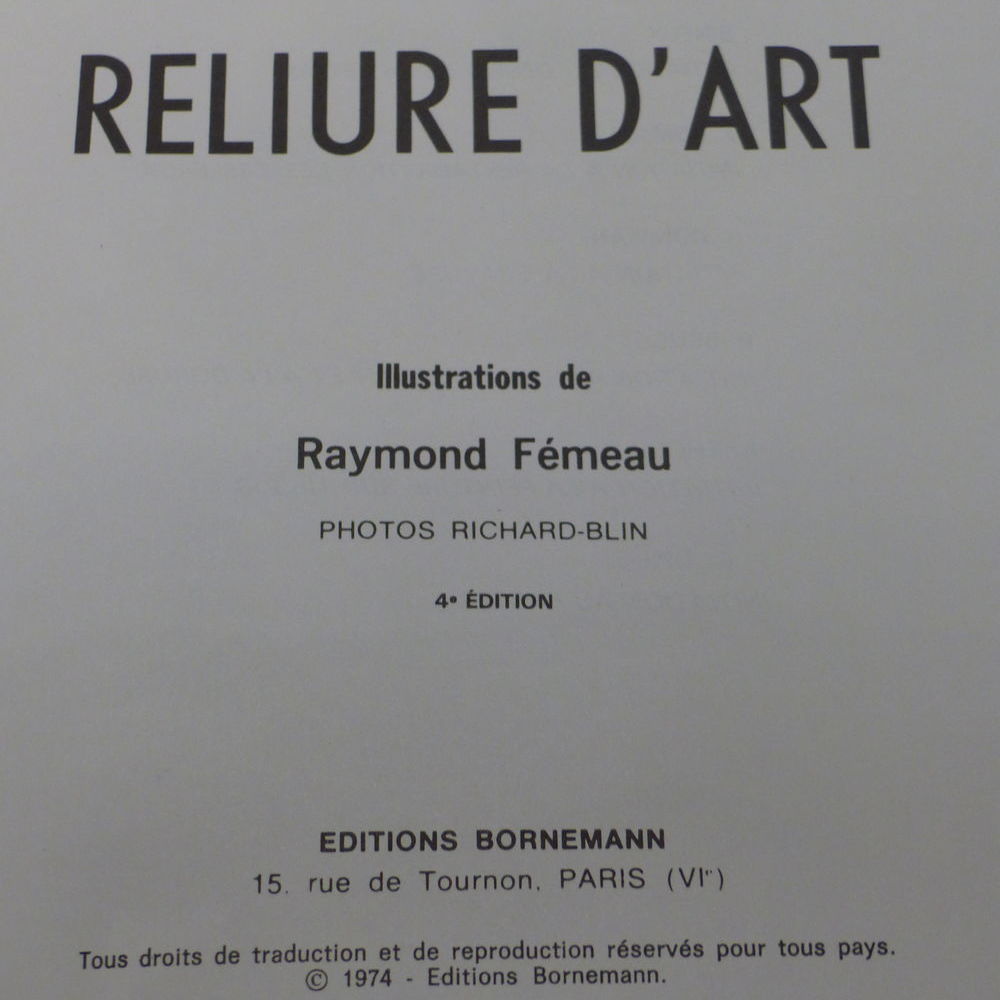 RELIURE D'ART
Illustrations de
Raymond Fémeau
PHOTOS RICHARD-BLIN
4e ÉDITION
EDITIONS BORNEMANN
15, rue de Tournon, PARIS (VIe)
Tous droits de traduction et de reproduction réservés pour tous pays.
© 1974 - Editions Bornemann.